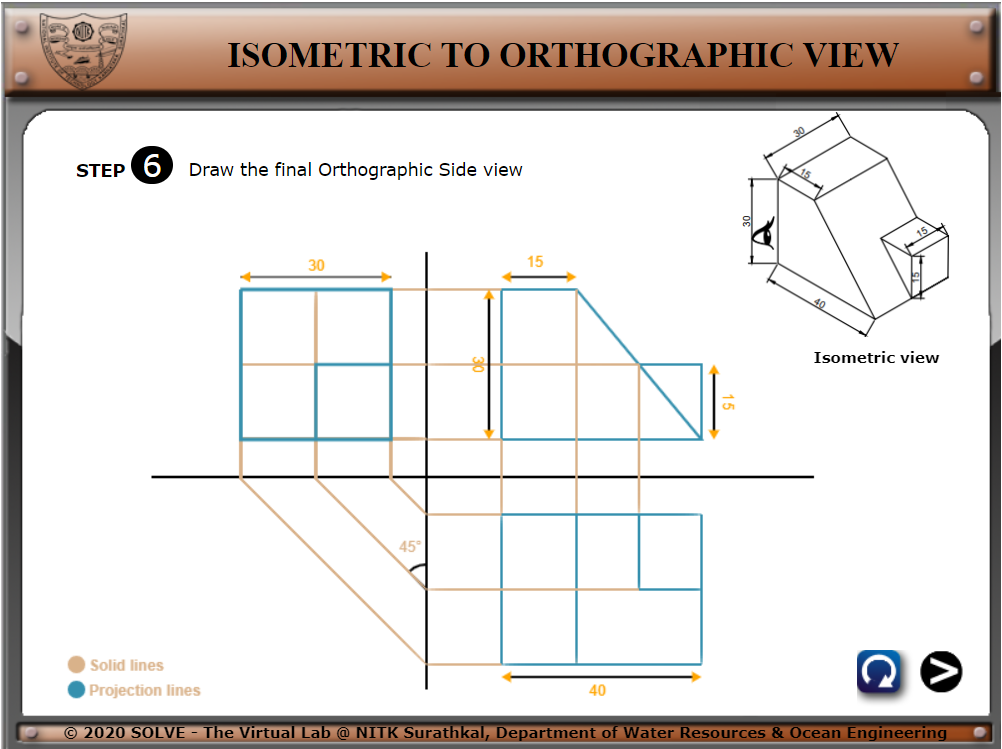 ISOMETRIC TO ORTHOGRAPHIC VIEW
STEP 6 Draw the final Orthographic Side view
30
15
30
15
15
40
Isometric view
30
15
30
15
45°
40
Solid lines
Projection lines
© 2020 SOLVE - The Virtual Lab @ NITK Surathkal, Department of Water Resources & Ocean Engineering